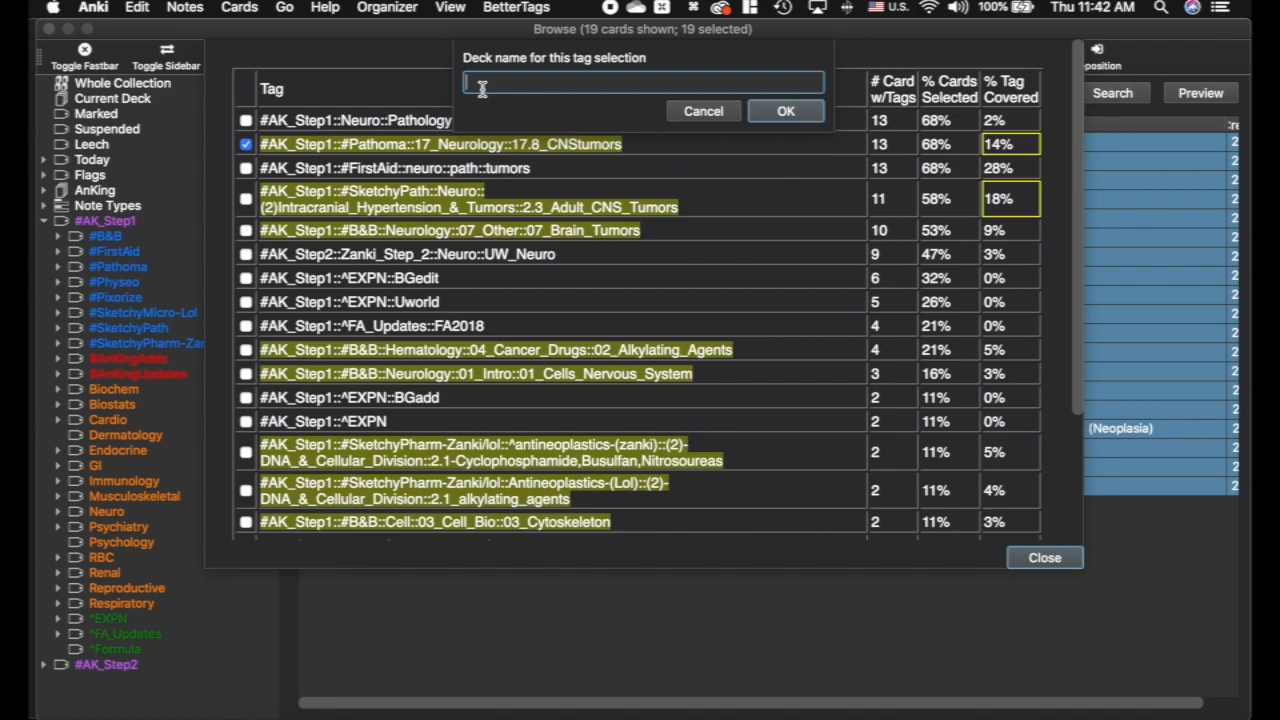 Anki Edit Notes Cards Go Help Organizer View BetterTags U.S. 100% Thu 11:42 AM
Browse (19 cards shown; 19 selected)
Toggle Fastbar Toggle Sidebar
Deck name for this tag selection
Cancel OK
position
Search Preview
Whole Collection
Current Deck
Marked
Suspended
Leech
Today
Flags
AnKing
Note Types
#AK_Step1
#B&B
#FirstAid
#Pathoma
#Physeo
#Pixorize
#SketchyMicro-Lol
#SketchyPath
#SketchyPharm-Zan
$AnKingAdds
$AnKingUpdates
Biochem
Biostats
Cardio
Dermatology
Endocrine
GI
Immunology
Musculoskeletal
Neuro
Psychiatry
Psychology
RBC
Renal
Reproductive
Respiratory
^EXPN
^FA_Updates
^Formula
#AK_Step2
Tag # Card w/Tags % Cards Selected % Tag Covered
#AK_Step1::Neuro::Pathology 13 68% 2%
#AK_Step1::#Pathoma::17_Neurology::17.8_CNStumors 13 68% 14%
#AK_Step1::#FirstAid::neuro::path::tumors 13 68% 28%
#AK_Step1::#SketchyPath::Neuro::
(2)Intracranial_Hypertension_&_Tumors::2.3_Adult_CNS_Tumors 11 58% 18%
#AK_Step1::#B&B::Neurology::07_Other::07_Brain_Tumors 10 53% 9%
#AK_Step2::Zanki_Step_2::Neuro::UW_Neuro 9 47% 3%
#AK_Step1::^EXPN::BGedit 6 32% 0%
#AK_Step1::^EXPN::Uworld 5 26% 0%
#AK_Step1::^FA_Updates::FA2018 4 21% 0%
#AK_Step1::#B&B::Hematology::04_Cancer_Drugs::02_Alkylating_Agents 4 21% 5%
#AK_Step1::#B&B::Neurology::01_Intro::01_Cells_Nervous_System 3 16% 3%
#AK_Step1::^EXPN::BGadd 2 11% 0%
#AK_Step1::^EXPN 2 11% 0%
#AK_Step1::#SketchyPharm-Zanki/lol::^antineoplastics-(zanki)::(2)-
DNA_&_Cellular_Division::2.1-Cyclophosphamide,Busulfan,Nitrosoureas 2 11% 5%
#AK_Step1::#SketchyPharm-Zanki/lol::Antineoplastics-(Lol)::(2)-
DNA_&_Cellular_Division::2.1_alkylating_agents 2 11% 4%
#AK_Step1::#B&B::Cell::03_Cell_Bio::03_Cytoskeleton 2 11% 3%
(Neoplasia)
Close